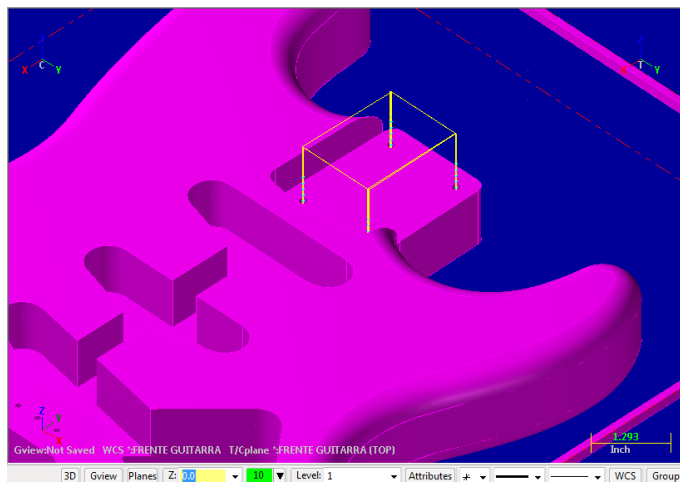 Z
X Y
C
Z
X Y
T
Z
Y
X
Gview:Not Saved WCS *:FRENTE GUITARRA T/Cplane *:FRENTE GUITARRA (TOP)
1.293
Inch
3D Gview Planes Z: 0.0 10 Level: 1 Attributes WCS Group